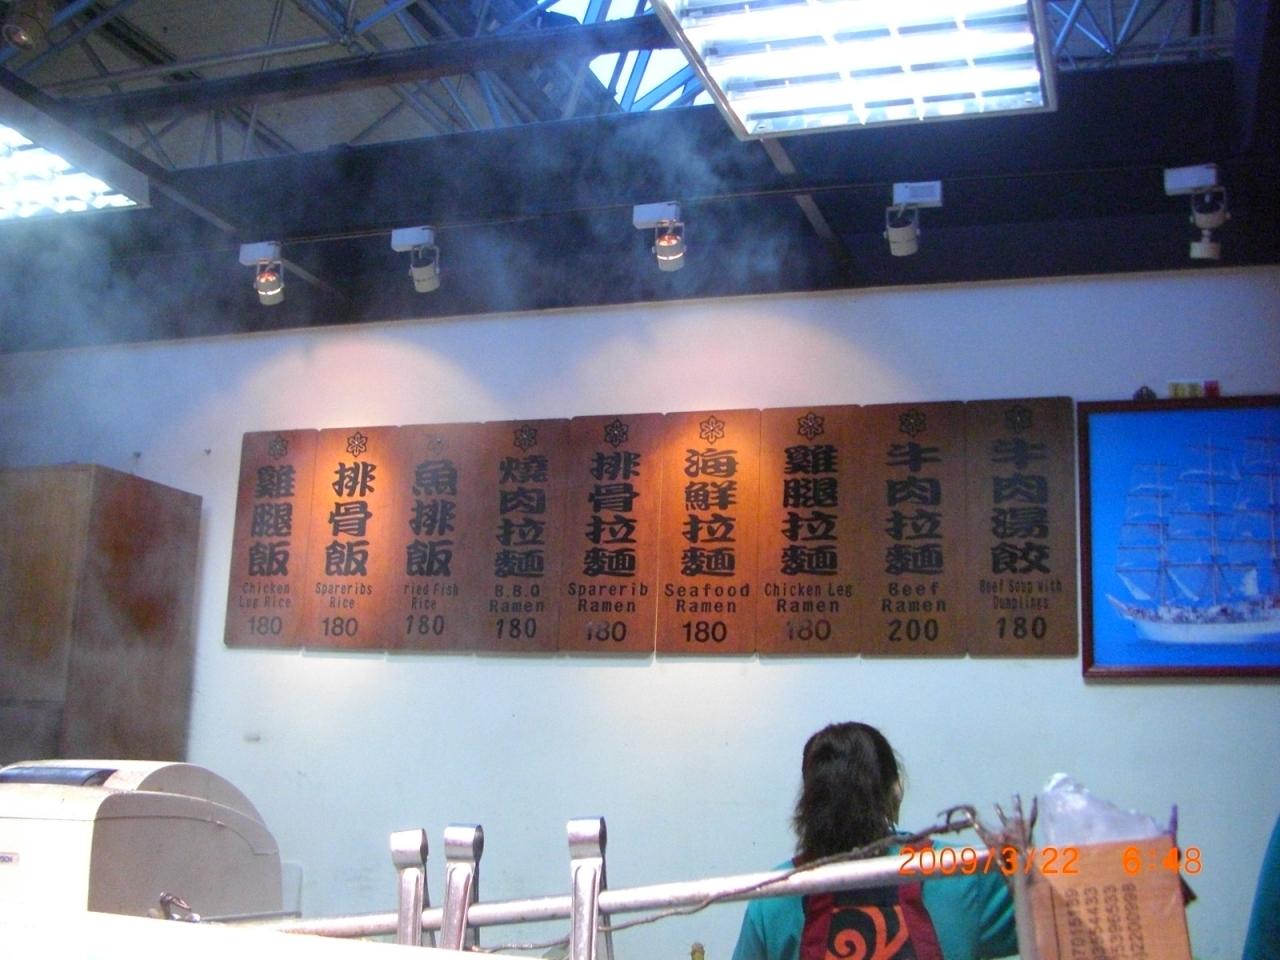 雞腿飯
Chicken
Lug Rice
180
排骨飯
Spareribs
Rice
180
魚排飯
ried Fish
Rice
180
燒肉拉麵
B.B.Q
Ramen
180
排骨拉麵
Sparerib
Ramen
180
海鮮拉麵
Seafood
Ramen
180
雞腿拉麵
Chicken Leg
Ramen
180
牛肉拉麵
Beef
Ramen
200
牛肉湯餃
Beef Soup with
Dumplings
180
2009/3/22 6:48